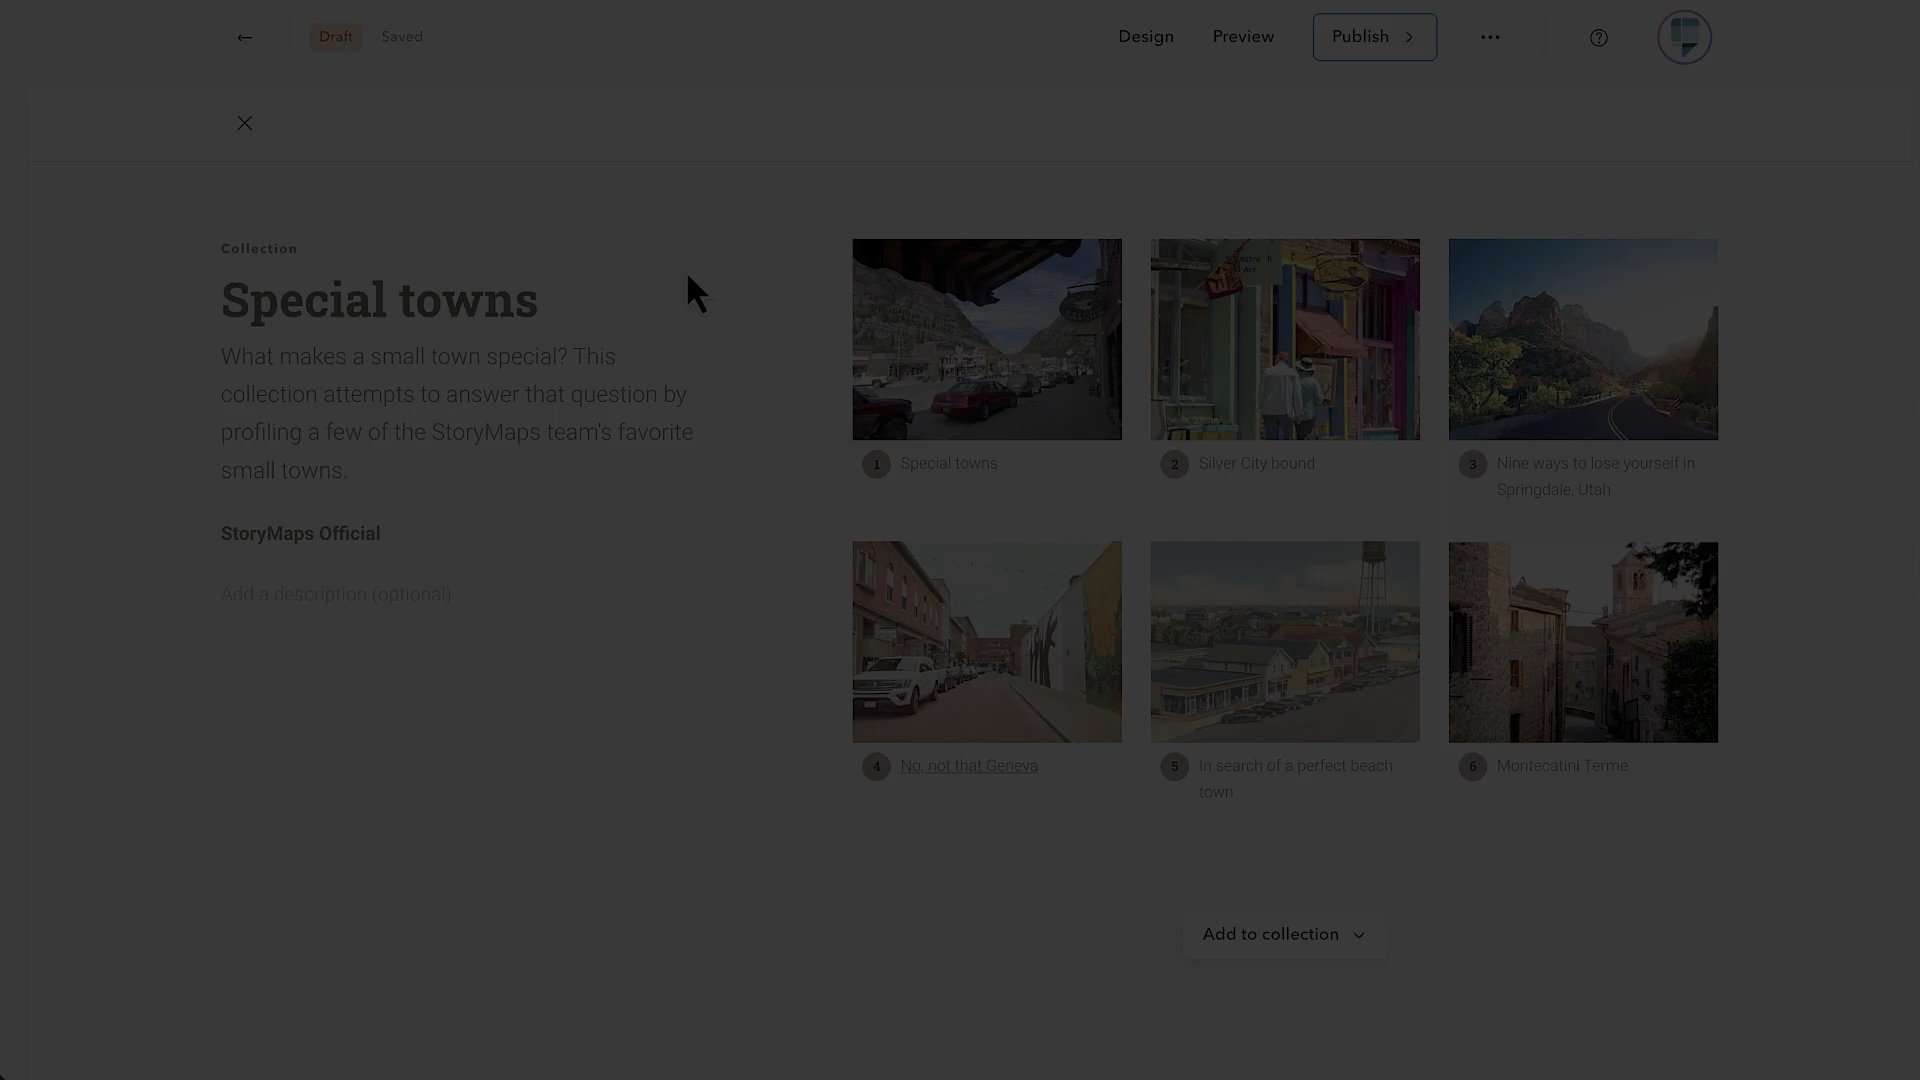 Draft
Saved
Design
Preview
Publish
Collection
Special towns
What makes a small town special? This
collection attempts to answer that question by
profiling a few of the StoryMaps team's favorite
small towns.
StoryMaps Official
Add a description (optional)
1
Special towns
2
Silver City bound
3
Nine ways to lose yourself in
Springdale, Utah
4
No, not that Geneva
5
In search of a perfect beach
town
6
Montecatini Terme
Add to collection